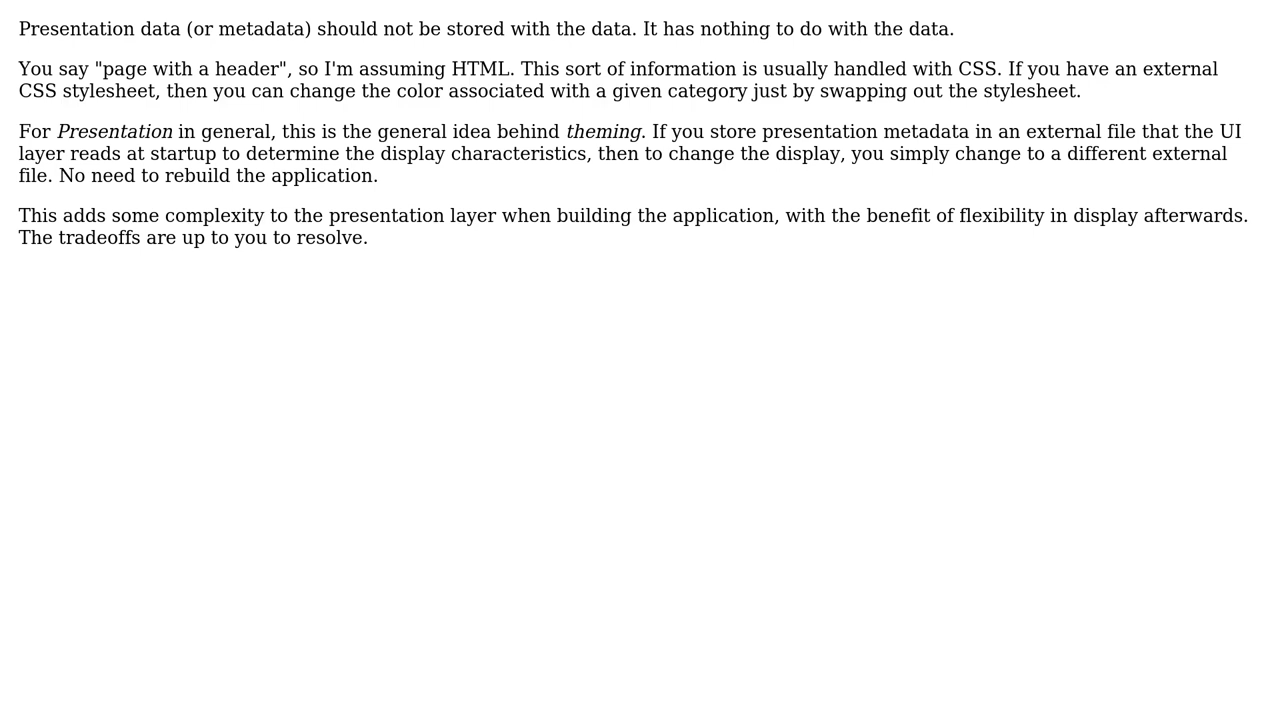 Presentation data (or metadata) should not be stored with the data. It has nothing to do with the data.
You say "page with a header", so I'm assuming HTML. This sort of information is usually handled with CSS. If you have an external
CSS stylesheet, then you can change the color associated with a given category just by swapping out the stylesheet.
For Presentation in general, this is the general idea behind theming. If you store presentation metadata in an external file that the UI
layer reads at startup to determine the display characteristics, then to change the display, you simply change to a different external
file. No need to rebuild the application.
This adds some complexity to the presentation layer when building the application, with the benefit of flexibility in display afterwards.
The tradeoffs are up to you to resolve.